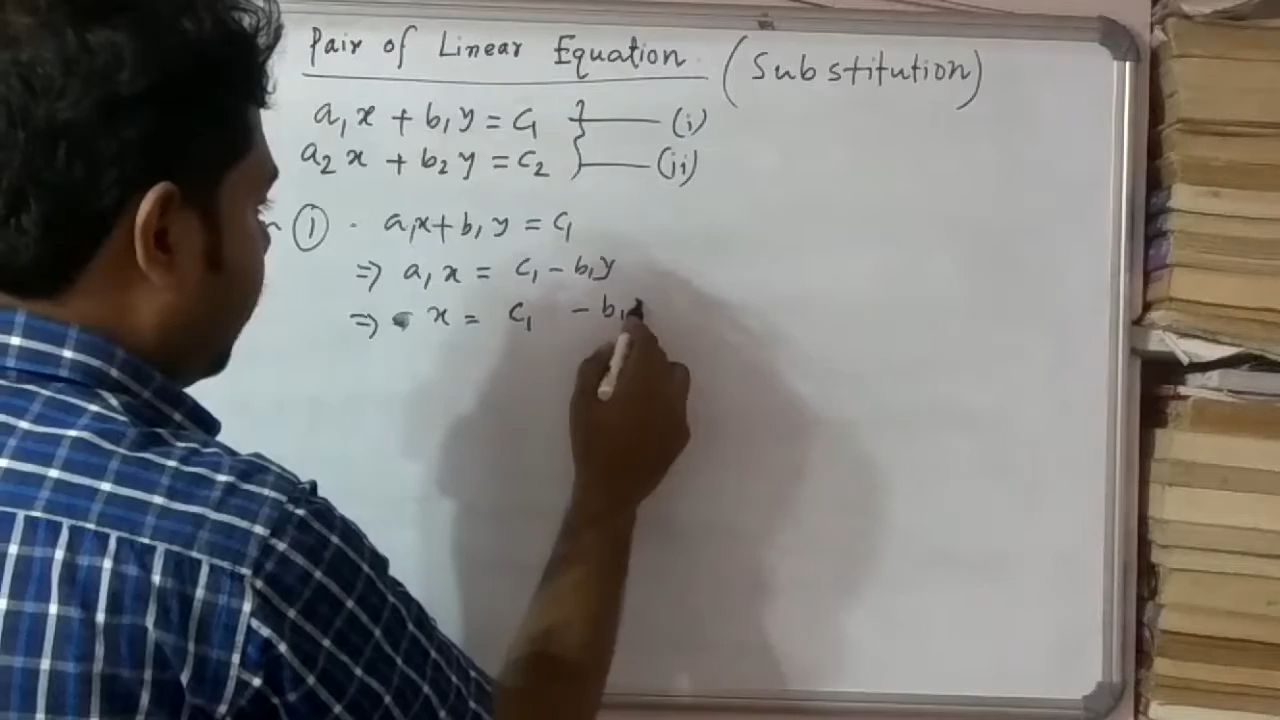 Pair of Linear Equation (Substitution)
a₁x + b₁y = c₁ } (i)
a₂x + b₂y = c₂ } (ii)
① · a₁x + b₁y = c₁
⇒ a₁x = c₁ − b₁y
⇒ x = c₁ − b₁